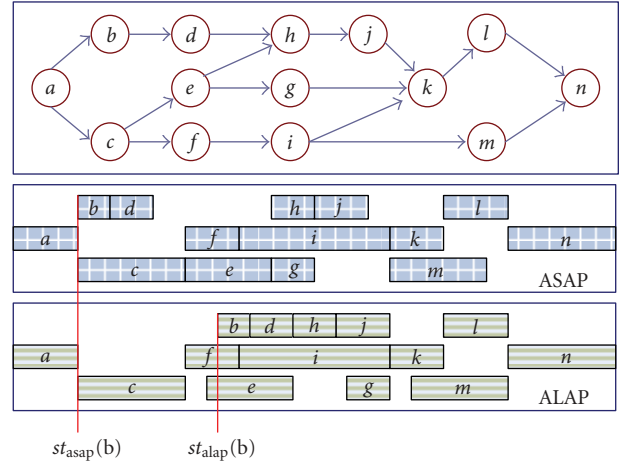 b d h j l
a e g k n
c f i m
b d h j l
a f i k n
c e g m
ASAP
b d h j l
a f i k n
c e g m
ALAP
st_asap(b) st_alap(b)